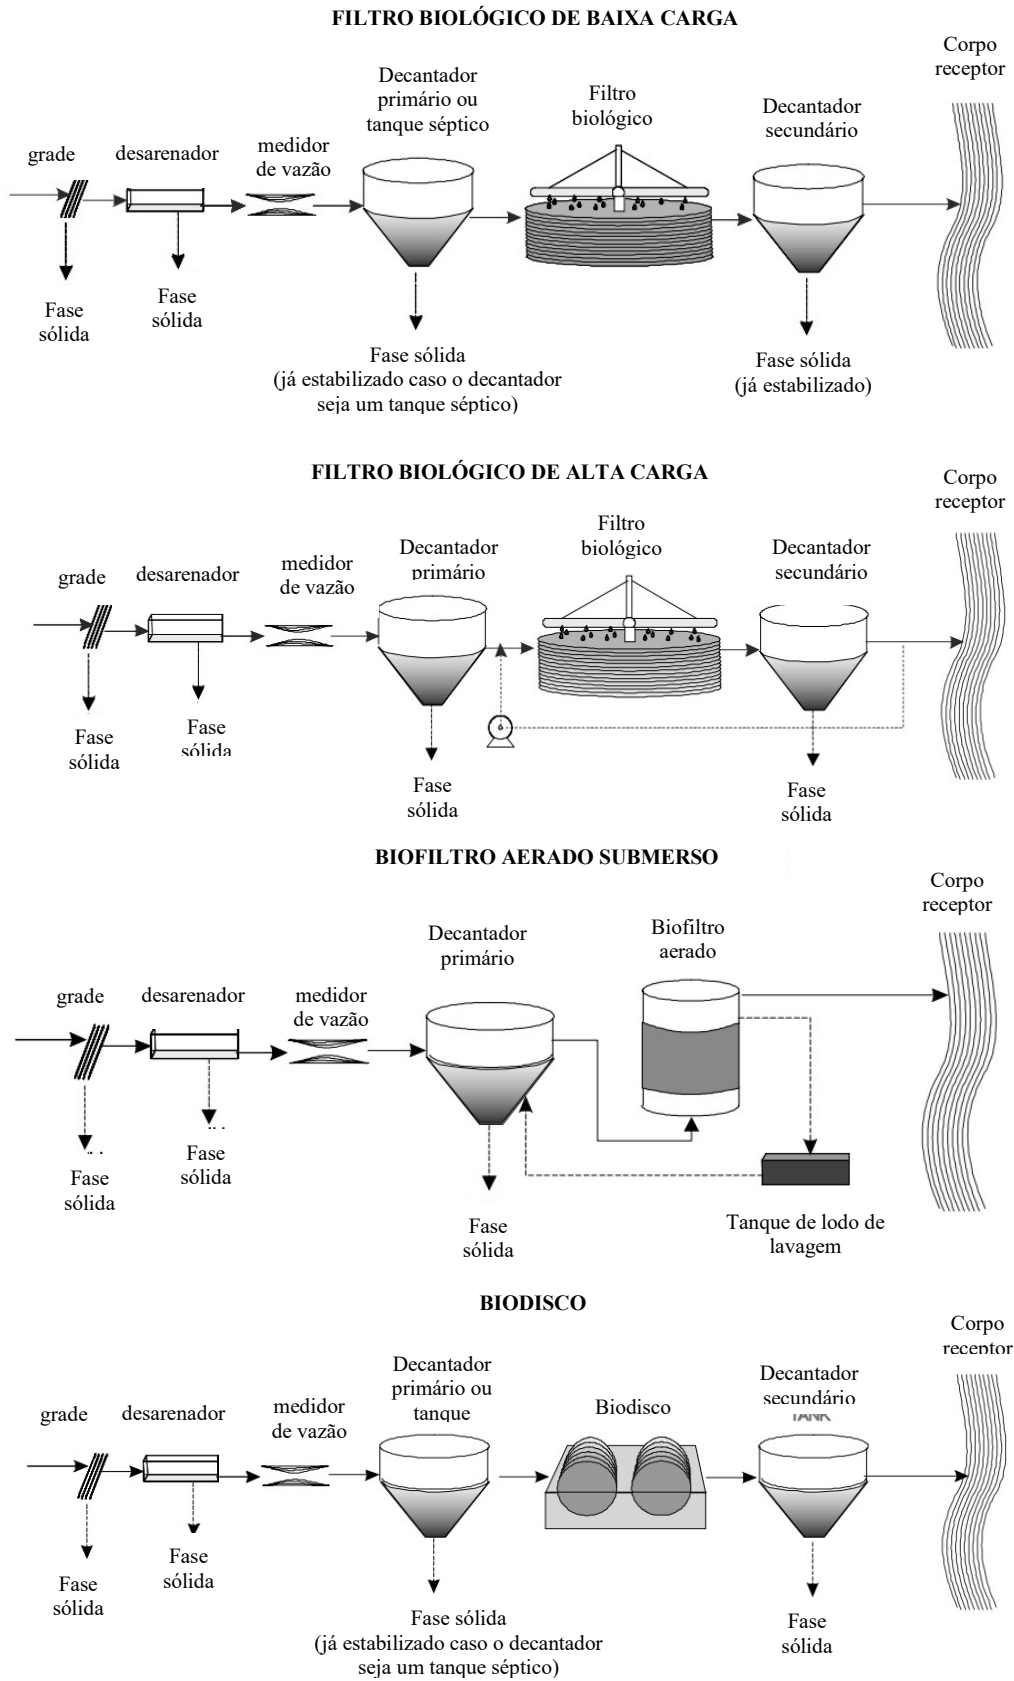 FILTRO BIOLÓGICO DE BAIXA CARGA
Corpo
receptor
Decantador
primário ou
tanque séptico
Filtro
biológico
Decantador
secundário
grade
desarenador
medidor
de vazão
Fase
sólida
Fase
sólida
Fase sólida
(já estabilizado caso o decantador
seja um tanque séptico)
Fase sólida
(já estabilizado)
FILTRO BIOLÓGICO DE ALTA CARGA
Corpo
receptor
Filtro
biológico
Decantador
primário
Decantador
secundário
grade
desarenador
medidor
de vazão
Fase
sólida
Fase
sólida
Fase
sólida
Fase
sólida
BIOFILTRO AERADO SUBMERSO
Corpo
receptor
Decantador
primário
Biofiltro
aerado
grade
desarenador
medidor
de vazão
Fase
sólida
Fase
sólida
Fase
sólida
Tanque de lodo de
lavagem
BIODISCO
Corpo
receptor
Decantador
primário ou
tanque
Biodisco
Decantador
secundário
TANK
grade
desarenador
medidor
de vazão
Fase
sólida
Fase
sólida
Fase sólida
(já estabilizado caso o decantador
seja um tanque séptico)
Fase
sólida